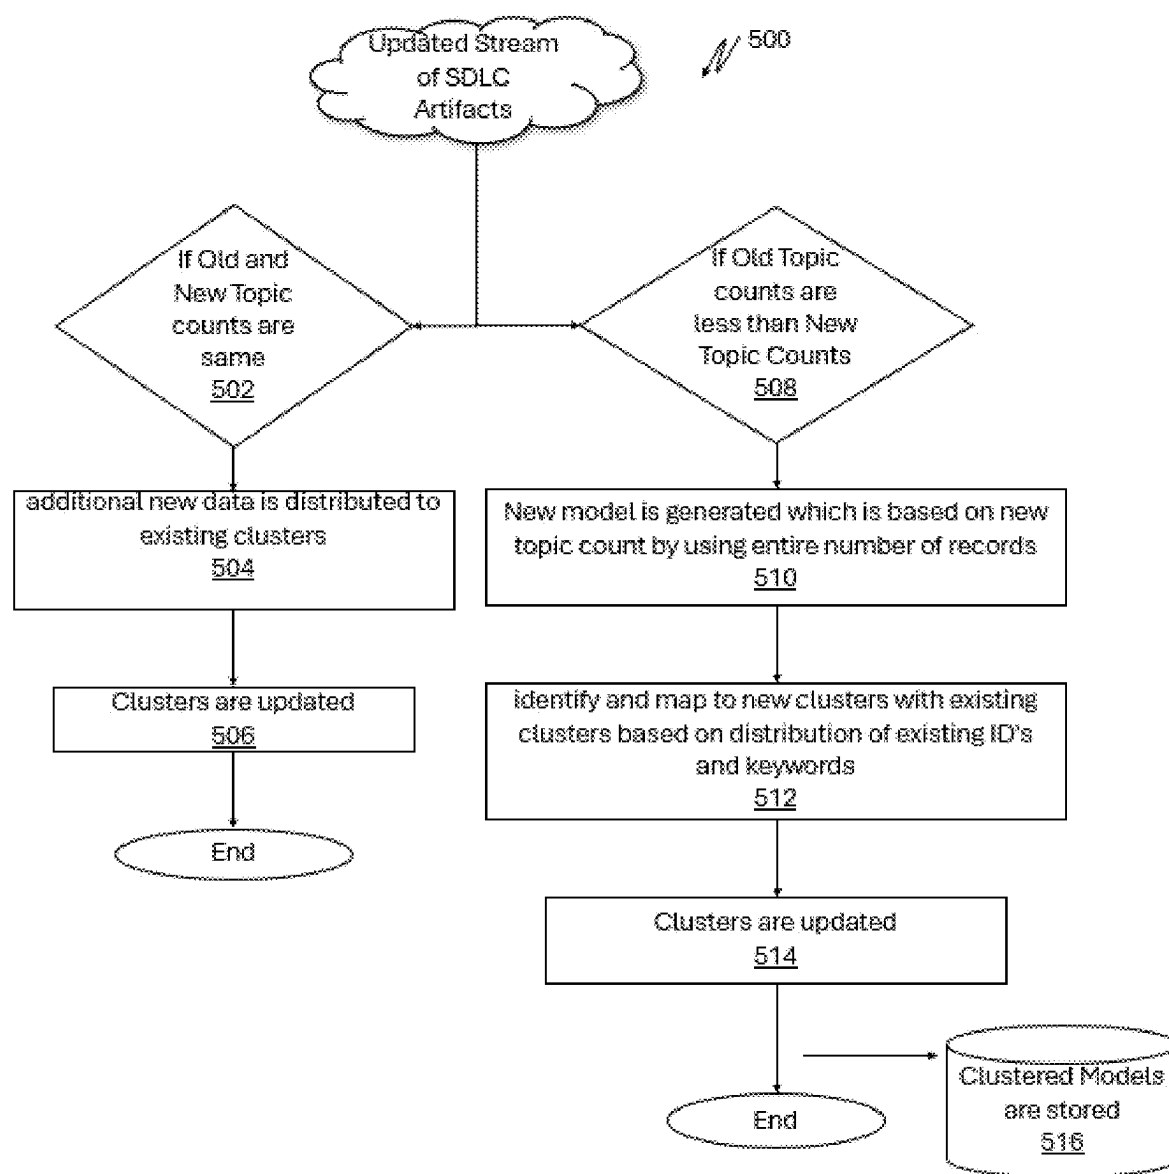 Updated Stream
of SDLC
Artifacts
500
If Old and
New Topic
counts are
same
502
If Old Topic
counts are
less than New
Topic Counts
508
additional new data is distributed to
existing clusters
504
New model is generated which is based on new
topic count by using entire number of records
510
Clusters are updated
506
identify and map to new clusters with existing
clusters based on distribution of existing ID's
and keywords
512
End
Clusters are updated
514
End
Clustered Models
are stored
516